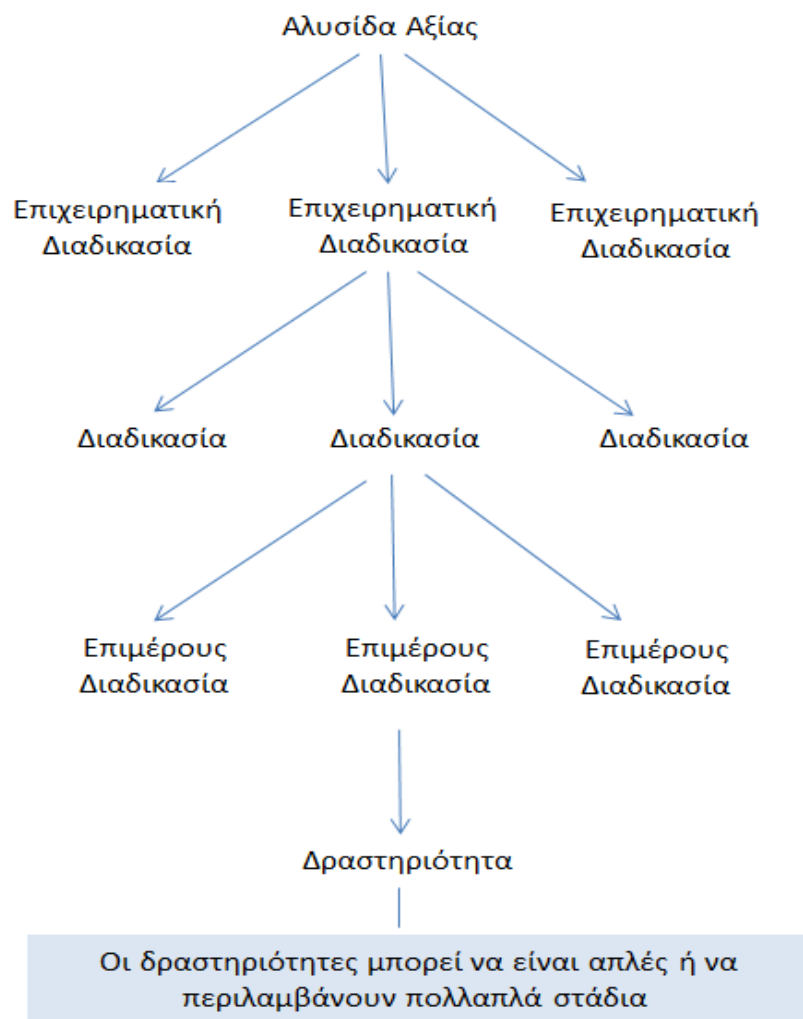 Αλυσίδα Αξίας
Επιχειρηματική
Διαδικασία
Επιχειρηματική
Διαδικασία
Επιχειρηματική
Διαδικασία
Διαδικασία
Διαδικασία
Διαδικασία
Επιμέρους
Διαδικασία
Επιμέρους
Διαδικασία
Επιμέρους
Διαδικασία
Δραστηριότητα
Οι δραστηριότητες μπορεί να είναι απλές ή να
περιλαμβάνουν πολλαπλά στάδια